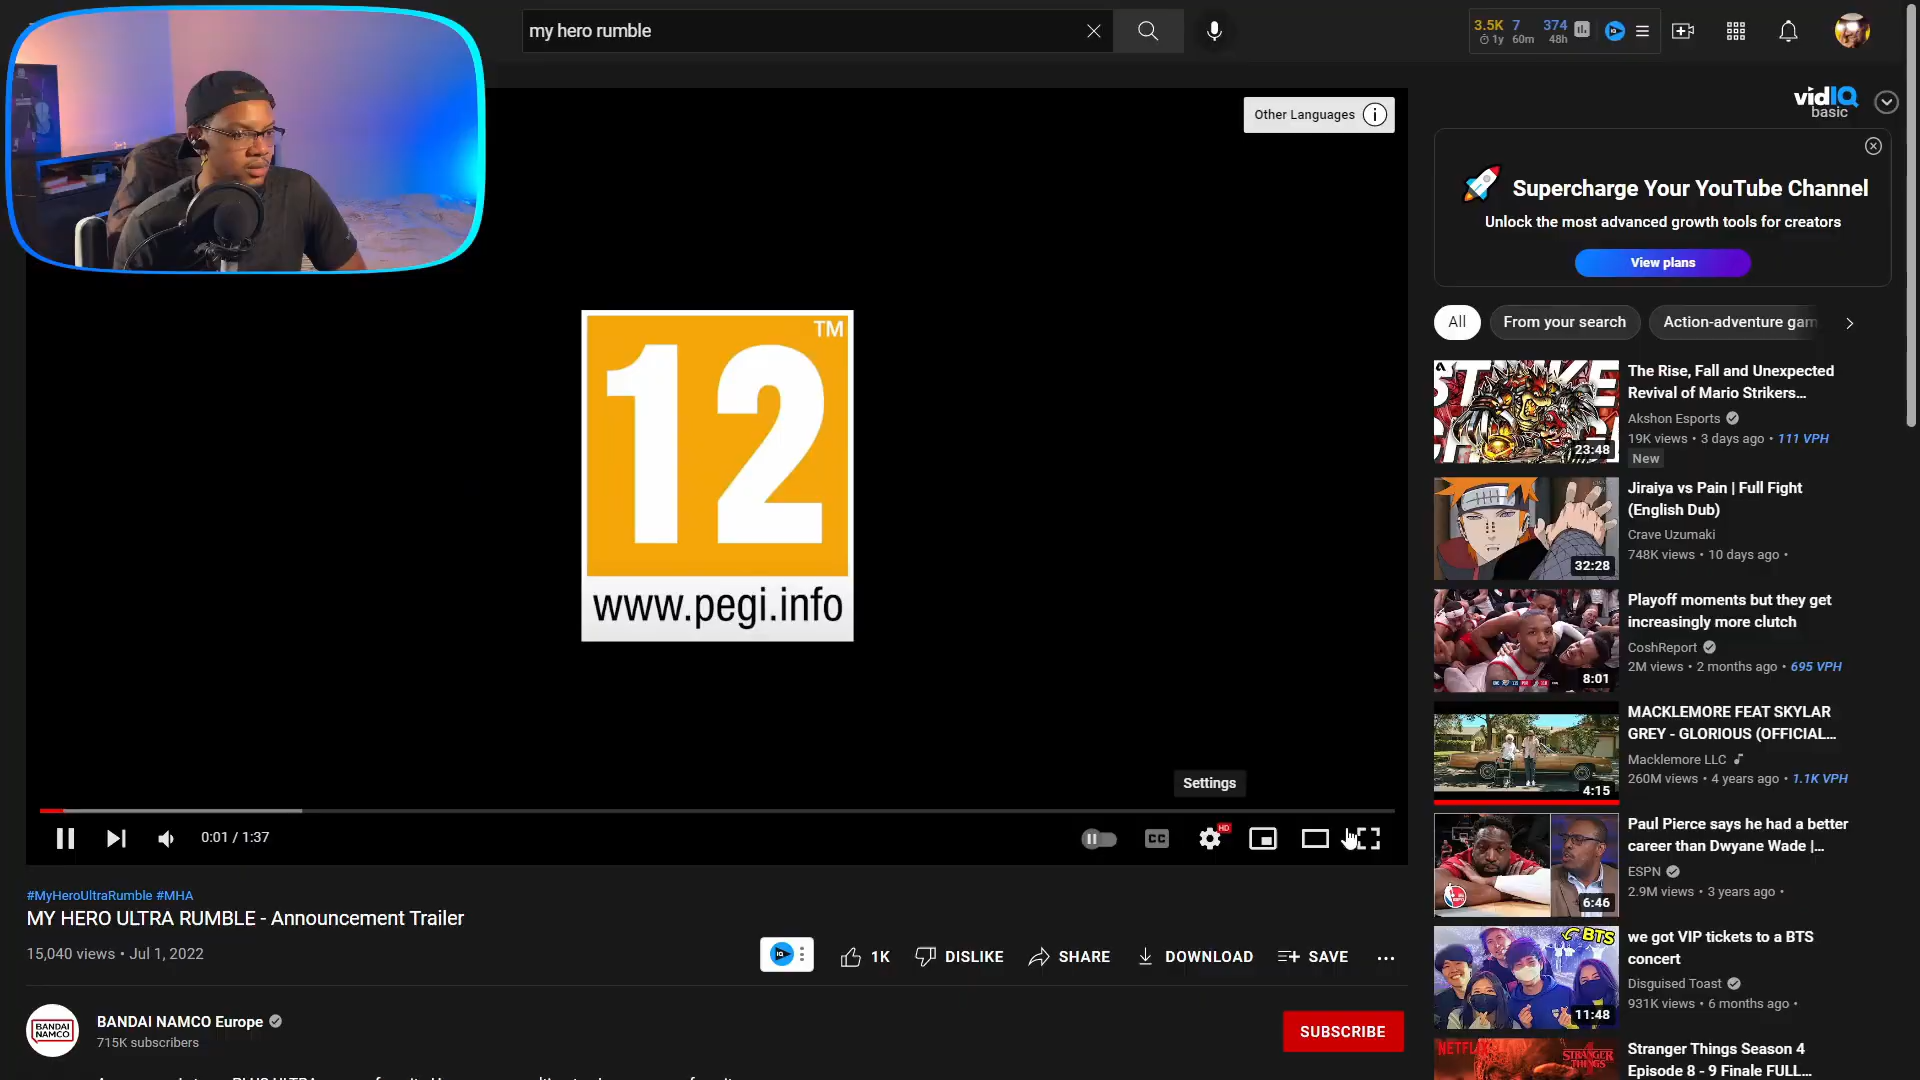 my hero rumble
3.5K 7 374
1y 60m 48h
vidIQ
basic
Supercharge Your YouTube Channel
Unlock the most advanced growth tools for creators
View plans
Other Languages
TM
12
www.pegi.info
Settings
0:01 / 1:37
CC
HD
#MyHeroUltraRumble #MHA
MY HERO ULTRA RUMBLE - Announcement Trailer
15,040 views • Jul 1, 2022
IQ
1K
DISLIKE
SHARE
DOWNLOAD
SAVE
BANDAI NAMCO
BANDAI NAMCO Europe
715K subscribers
SUBSCRIBE
All
From your search
Action-adventure gam
23:48
The Rise, Fall and Unexpected
Revival of Mario Strikers...
Akshon Esports
19K views • 3 days ago • 111 VPH
New
32:28
Jiraiya vs Pain | Full Fight
(English Dub)
Crave Uzumaki
748K views • 10 days ago •
8:01
Playoff moments but they get
increasingly more clutch
CoshReport
2M views • 2 months ago • 695 VPH
4:15
MACKLEMORE FEAT SKYLAR
GREY - GLORIOUS (OFFICIAL...
Macklemore LLC
260M views • 4 years ago • 1.1K VPH
6:46
Paul Pierce says he had a better
career than Dwyane Wade |...
ESPN
2.9M views • 3 years ago •
BTS
11:48
we got VIP tickets to a BTS
concert
Disguised Toast
931K views • 6 months ago •
NETFL
STRANGER
THINGS
Stranger Things Season 4
Episode 8 - 9 Finale FULL...